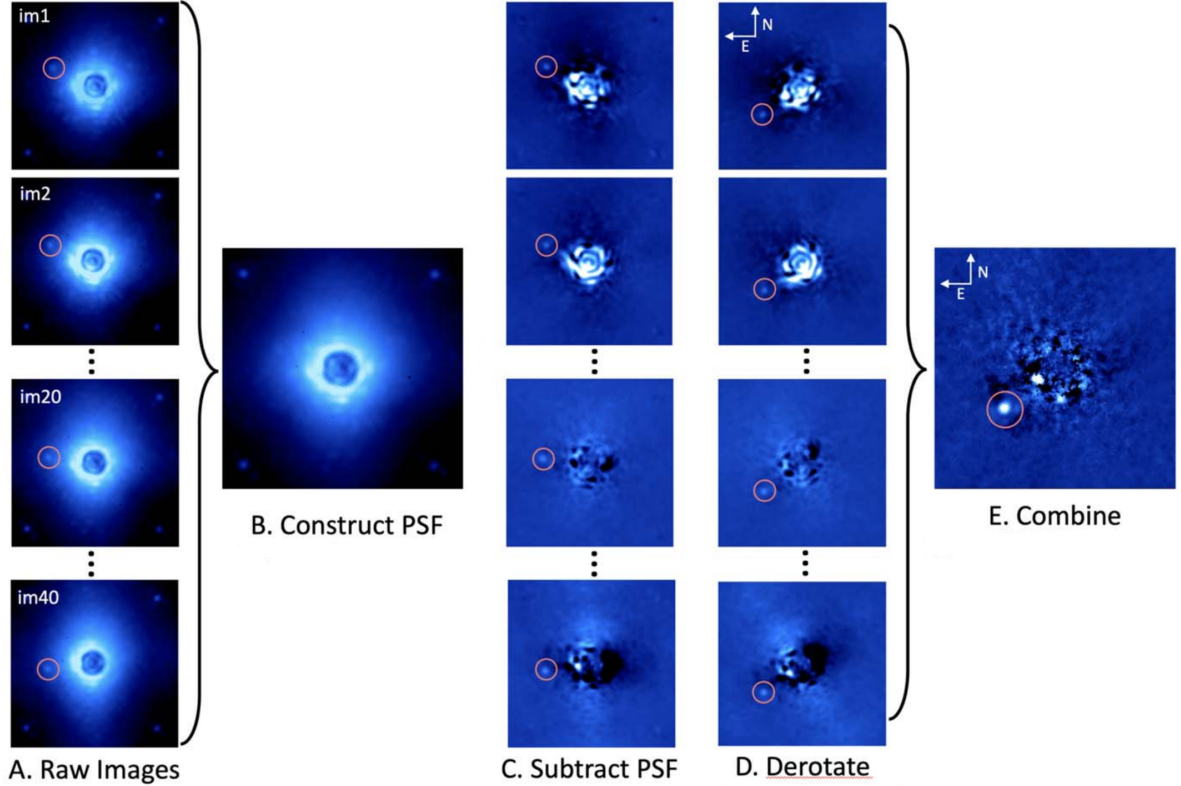 im1
im2
im20
im40
A. Raw Images
B. Construct PSF
C. Subtract PSF
N
E
D. Derotate
N
E
E. Combine